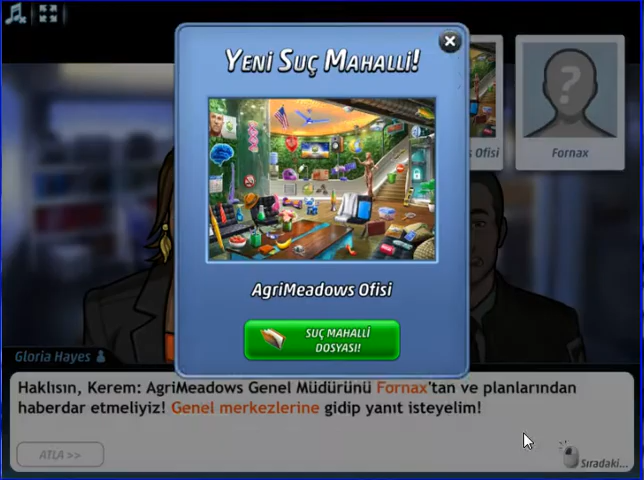 YENİ SUÇ MAHALLİ!
s Ofisi
Fornax
AgriMeadows Ofisi
SUÇ MAHALLİ
DOSYASI!
Gloria Hayes
Haklısın, Kerem: AgriMeadows Genel Müdürünü Fornax'tan ve planlarından
haberdar etmeliyiz! Genel merkezlerine gidip yanıt isteyelim!
ATLA >>
Sıradaki...